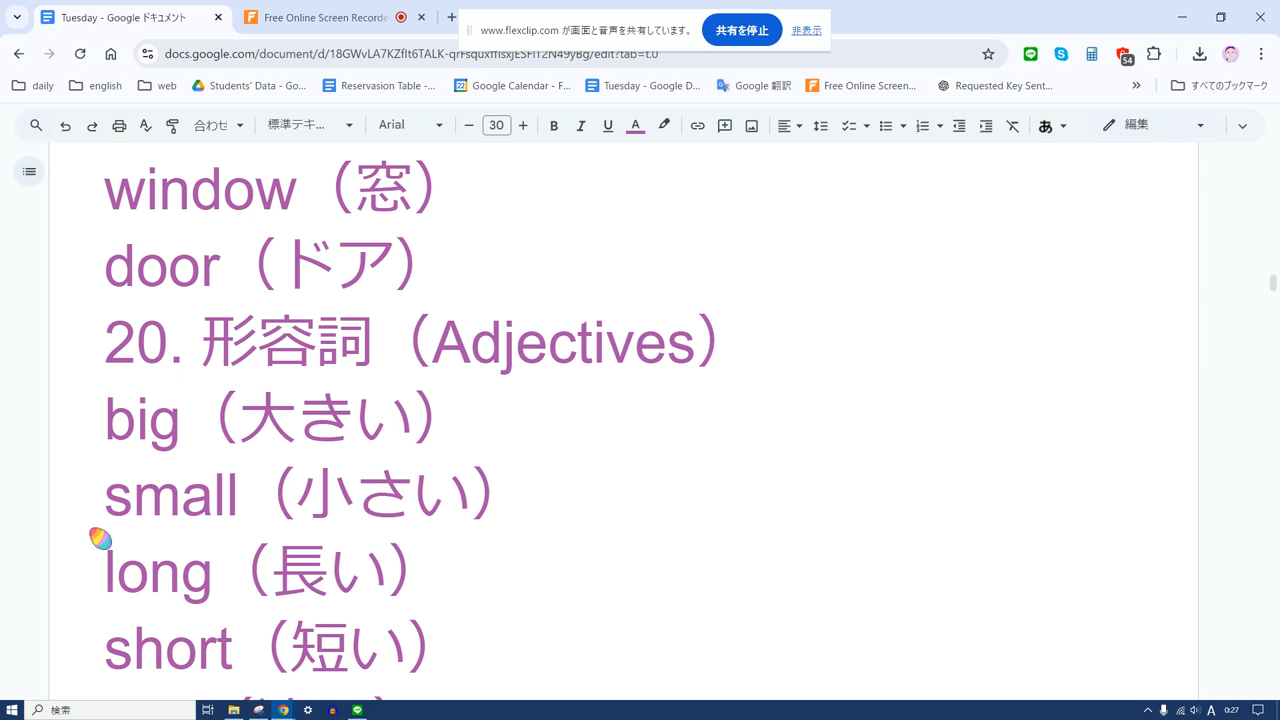 Tuesday - Google ドキュメント
Free Online Screen Recorde
www.flexclip.com が画面と音声を共有しています。
共有を停止
非表示
54
daily
english
web
Students' Data - Go...
Reservasion Table -...
Google Calendar - F...
Tuesday - Google D...
Google 翻訳
Free Online Screen...
Requested Key Sent...
すべてのブックマーク
合わせ
標準テキ...
Arial
30
編集
window（窓）
door（ドア）
20. 形容詞（Adjectives）
big（大きい）
small（小さい）
long（長い）
short（短い）
検索
A
0:27